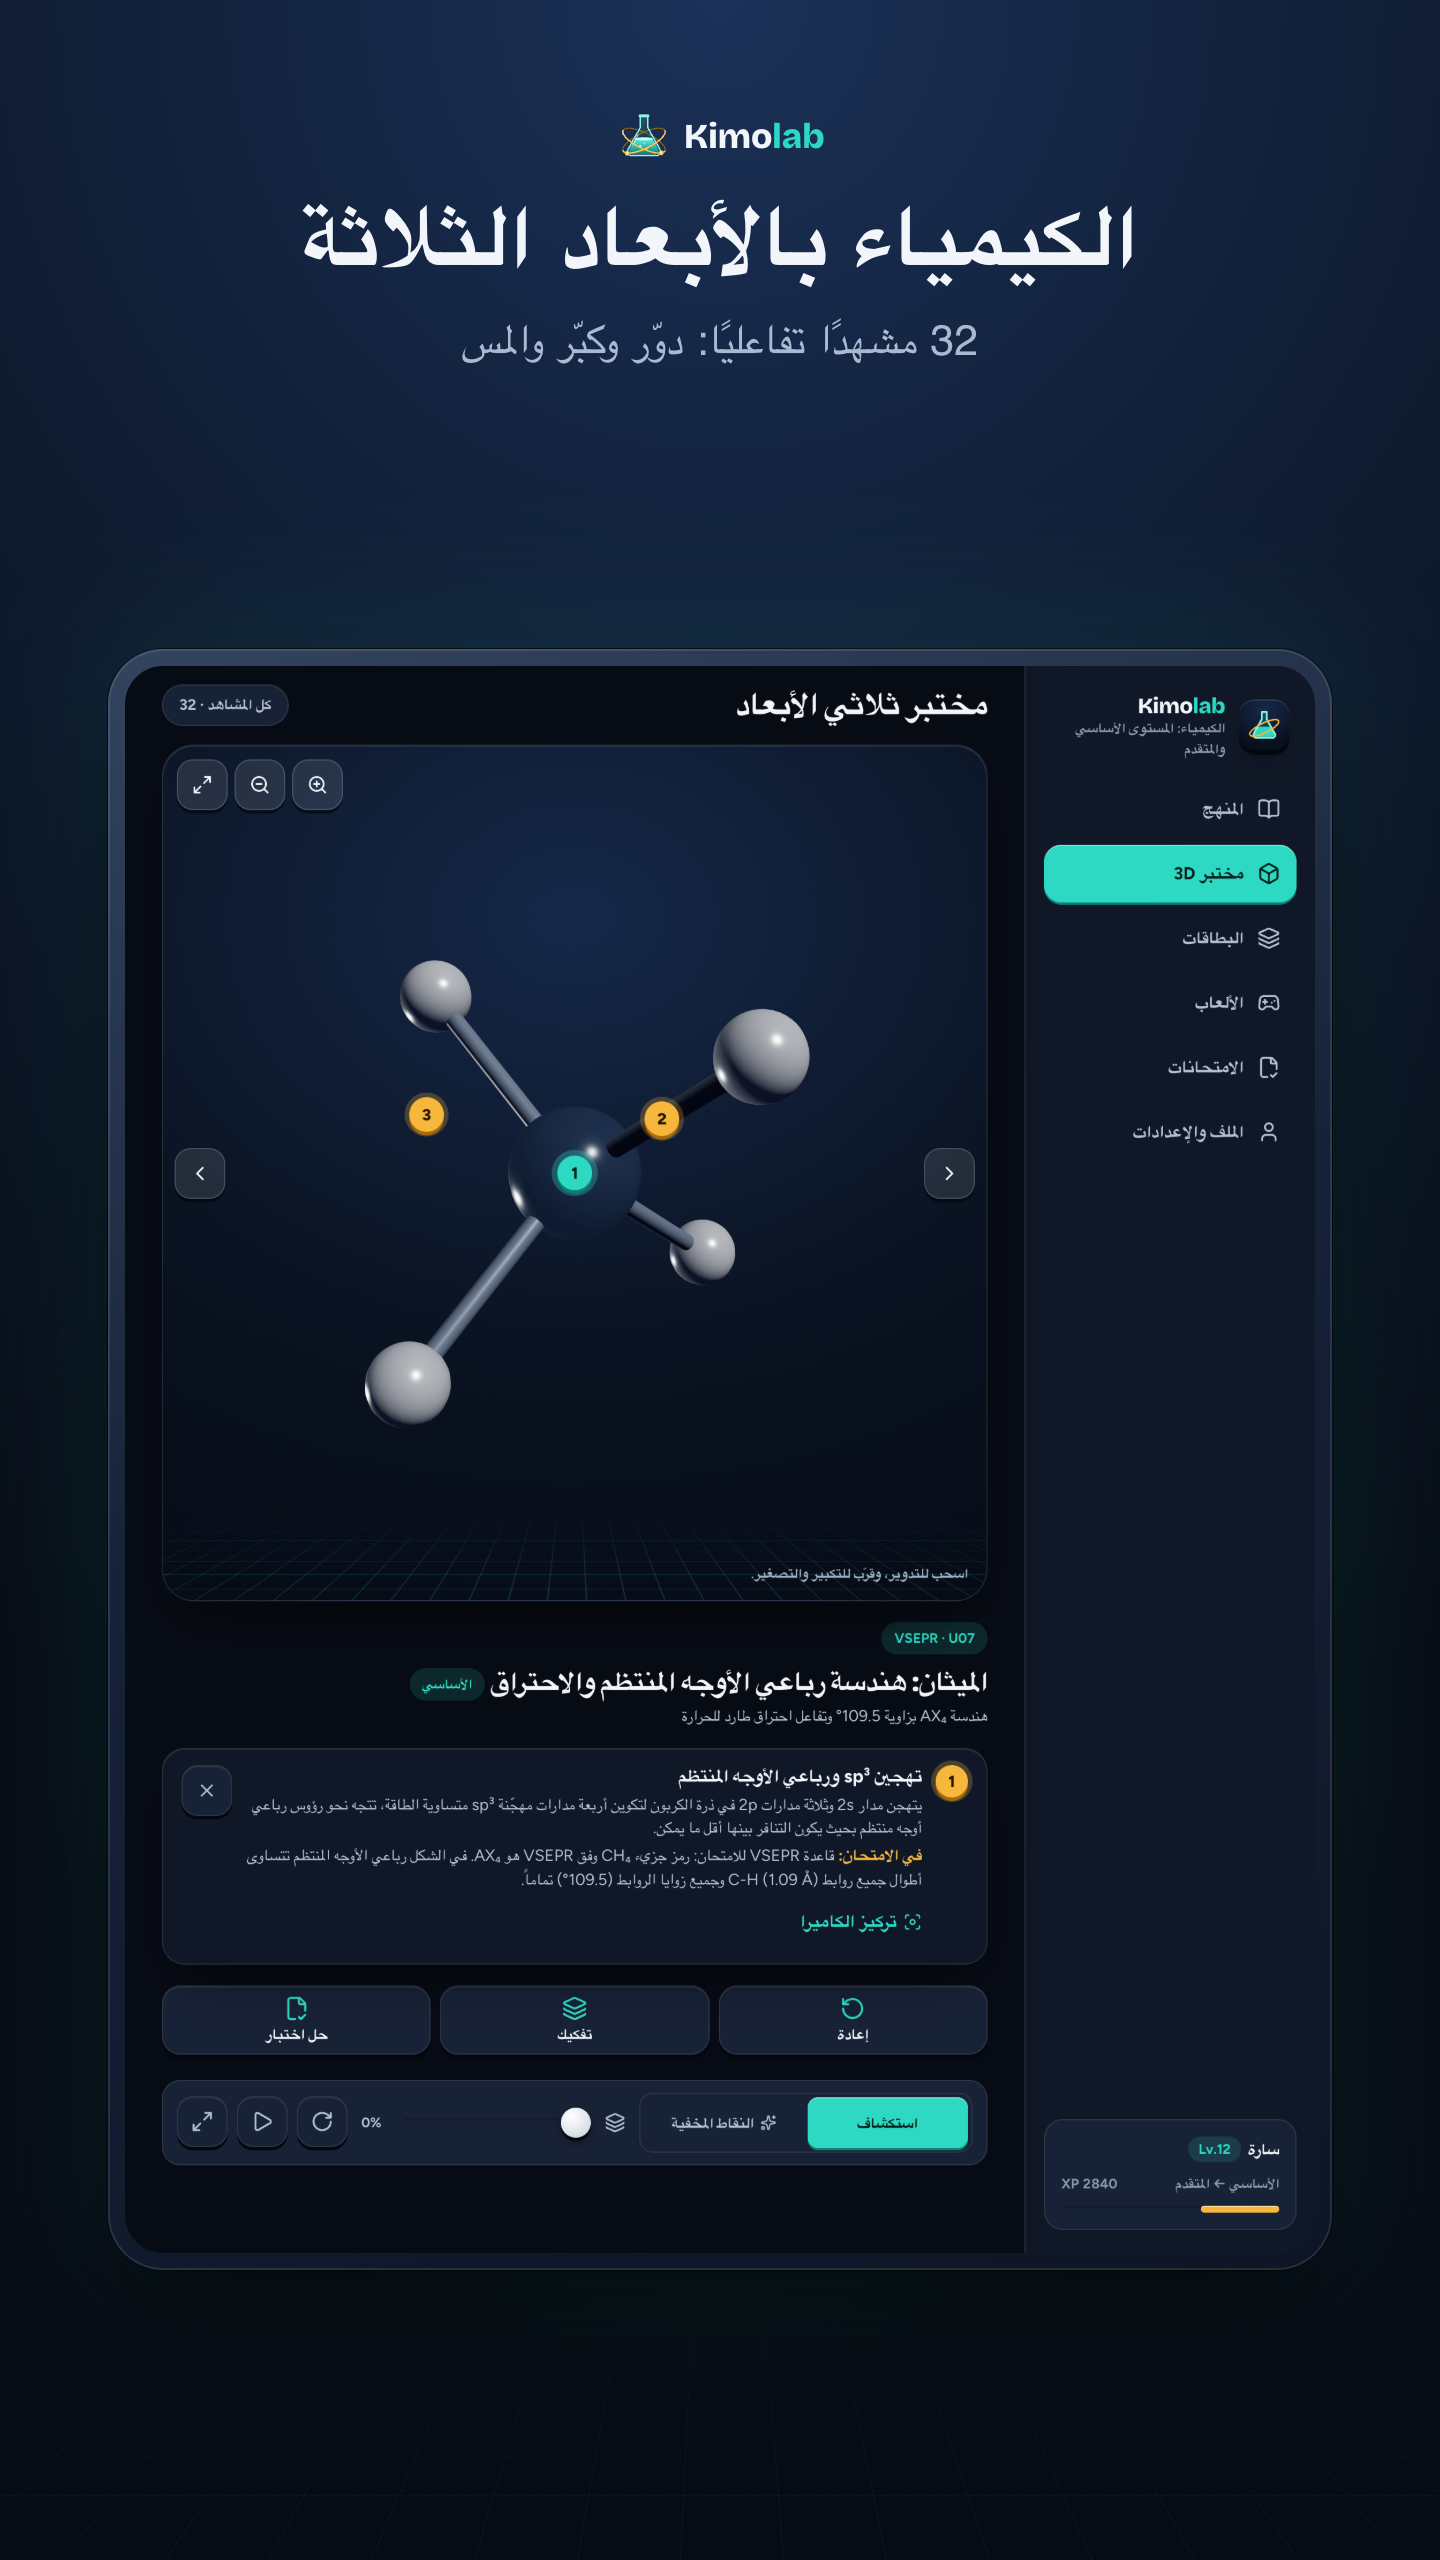 Kimolab
الكيمياء بالأبعاد الثلاثة
32 مشهدًا تفاعليًا: دوّر وكبّر والمس
Kimolab
الكيمياء: المستوى الأساسي
والمتقدم
المنهج
مختبر 3D
البطاقات
الألعاب
الامتحانات
الملف والإعدادات
سارة Lv.12
الأساسي ← المتقدم XP 2840
مختبر ثلاثي الأبعاد
كل المشاهد · 32
3
2
1
اسحب للتدوير، وقرّب للتكبير والتصغير.
VSEPR · U07
الميثان: هندسة رباعي الأوجه المنتظم والاحتراق الأساسي
هندسة AX₄ بزاوية 109.5° وتفاعل احتراق طارد للحرارة
1
تهجين sp³ ورباعي الأوجه المنتظم
يتهجن مدار 2s وثلاثة مدارات 2p في ذرة الكربون لتكوين أربعة مدارات مهجّنة sp³ متساوية الطاقة، تتجه نحو رؤوس رباعي
أوجه منتظم بحيث يكون التنافر بينها أقل ما يمكن.
في الامتحان: قاعدة VSEPR للامتحان: رمز جزيء CH₄ وفق VSEPR هو AX₄. في الشكل رباعي الأوجه المنتظم تتساوى
أطوال جميع روابط C-H (1.09 Å) وجميع زوايا الروابط (109.5°) تماماً.
تركيز الكاميرا
إعادة
تفكيك
حل اختبار
استكشاف
النقاط المخفية
0%